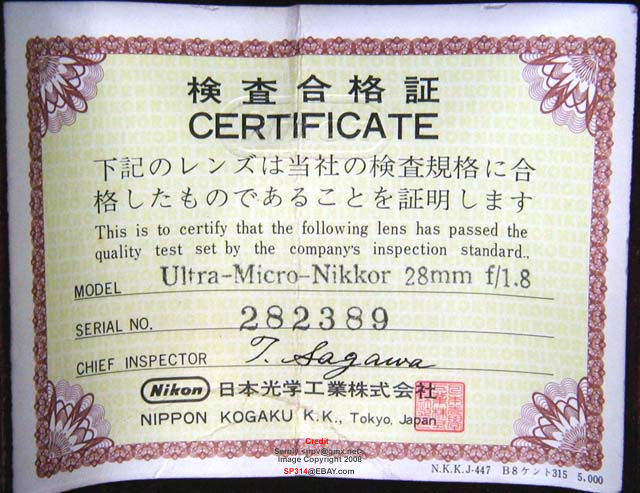 検査合格証
CERTIFICATE
下記のレンズは当社の検査規格に合
格したものであることを証明します
This is to certify that the following lens has passed the
quality test set by the company's inspection standard..
MODEL Ultra-Micro-Nikkor 28mm f/1.8
SERIAL NO. 282389
CHIEF INSPECTOR T. Sagawa
Nikon 日本光学工業株式会社
NIPPON KOGAKU K.K., Tokyo, Japan
Credit
Image Copyright 2008
SP314@EBAY.com
N.K.K.J-447 B8ケント315 5,000